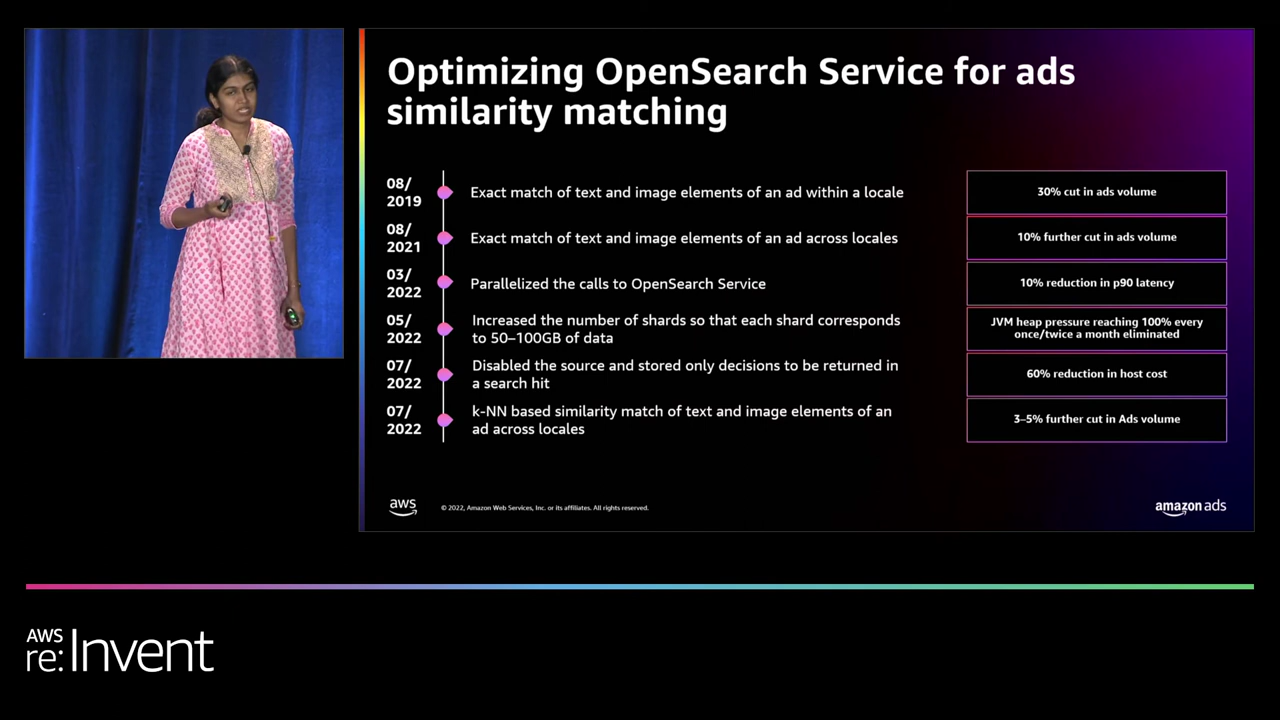 Optimizing OpenSearch Service for ads
similarity matching
08/
2019
Exact match of text and image elements of an ad within a locale
30% cut in ads volume
08/
2021
Exact match of text and image elements of an ad across locales
10% further cut in ads volume
03/
2022
Parallelized the calls to OpenSearch Service
10% reduction in p90 latency
05/
2022
Increased the number of shards so that each shard corresponds
to 50–100GB of data
JVM heap pressure reaching 100% every
once/twice a month eliminated
07/
2022
Disabled the source and stored only decisions to be returned in
a search hit
60% reduction in host cost
07/
2022
k-NN based similarity match of text and image elements of an
ad across locales
3–5% further cut in Ads volume
aws
© 2022, Amazon Web Services, Inc. or its affiliates. All rights reserved.
amazon ads
AWS
re:Invent